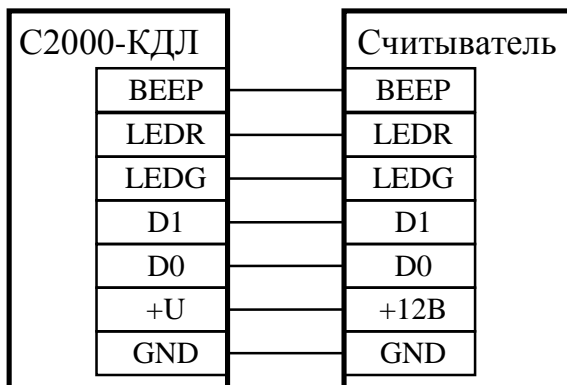 С2000-КДЛ Считыватель
BEEP BEEP
LEDR LEDR
LEDG LEDG
D1 D1
D0 D0
+U +12В
GND GND